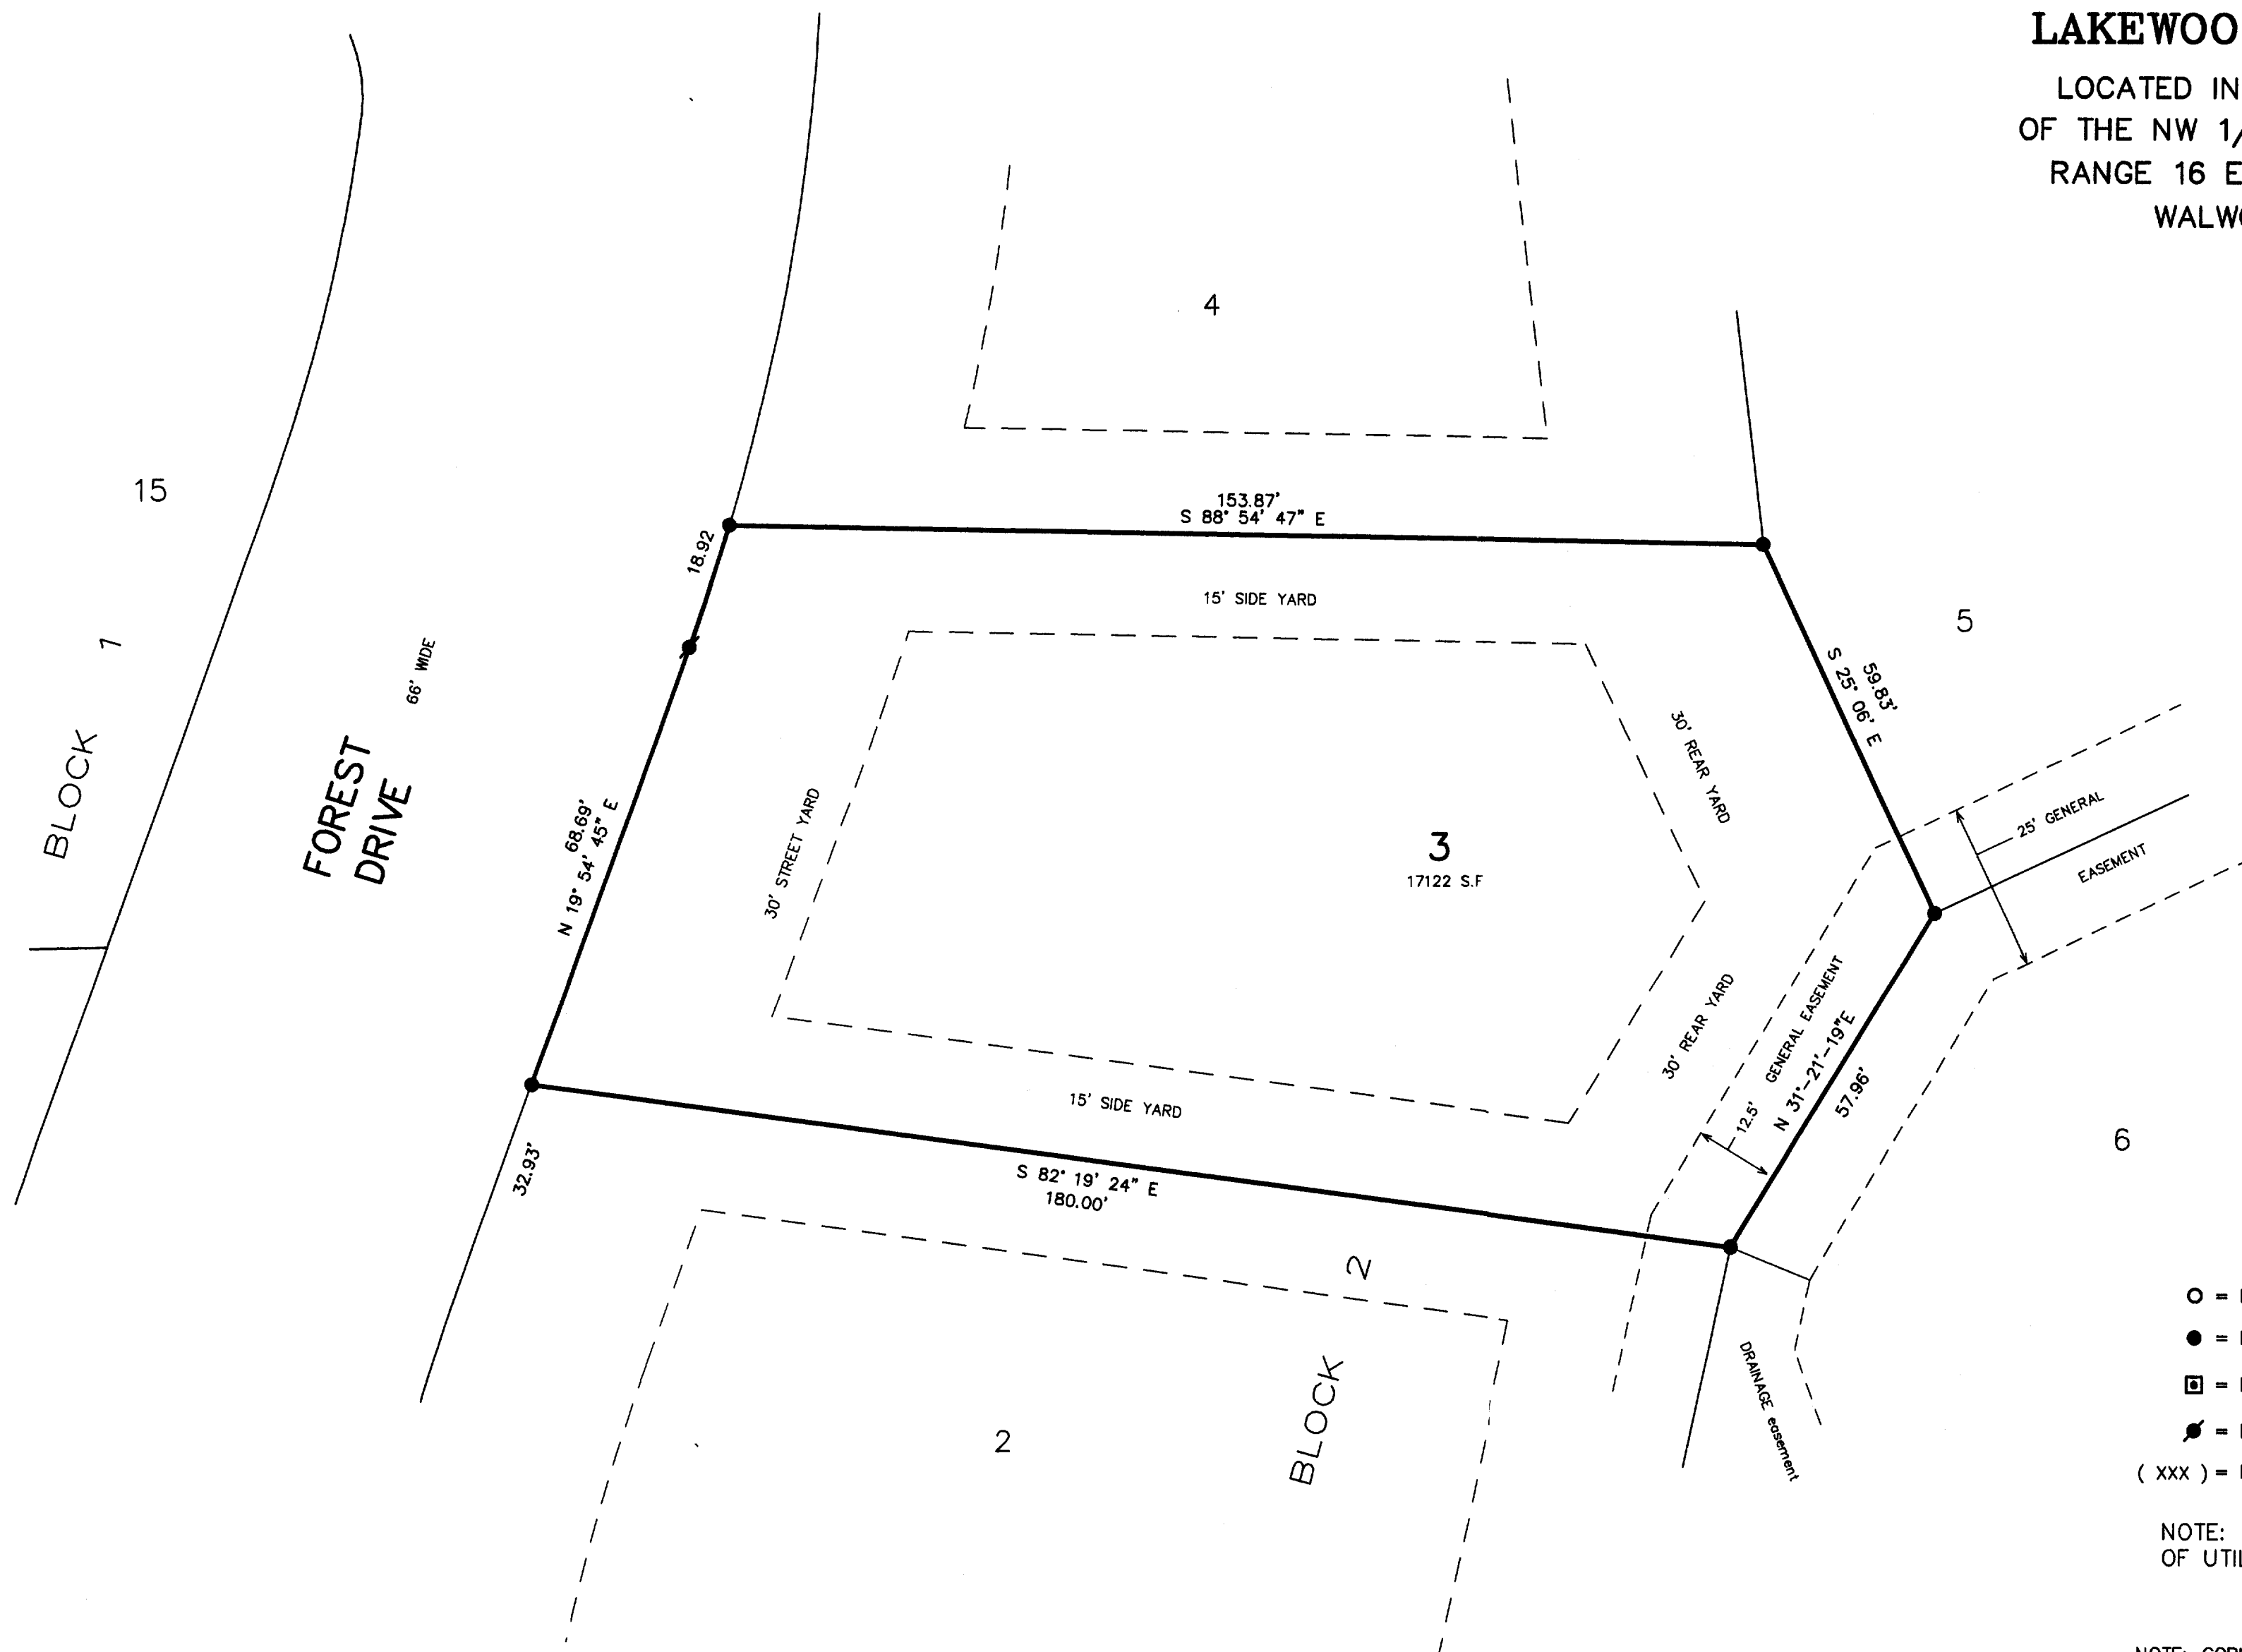 LAKEWOO
LOCATED IN
OF THE NW 1/
RANGE 16 E
WALW
4
15
153.87'
S 88° 54' 47" E
18.92
15' SIDE YARD
5
1
BLOCK
66' WIDE
FOREST
DRIVE
59.83'
S 25° 06' E
30' REAR YARD
68.69'
N 19° 54' 45" E
30' STREET YARD
3
17122 S.F
25' GENERAL
EASEMENT
30' REAR YARD
GENERAL EASEMENT
12.5'
N 31°-21'-19"E
57.96'
15' SIDE YARD
6
32.93'
S 82° 19' 24" E
180.00'
2
BLOCK
2
DRAINAGE easement
=
=
=
=
( XXX ) =
NOTE:
OF UTIL
NOTE: